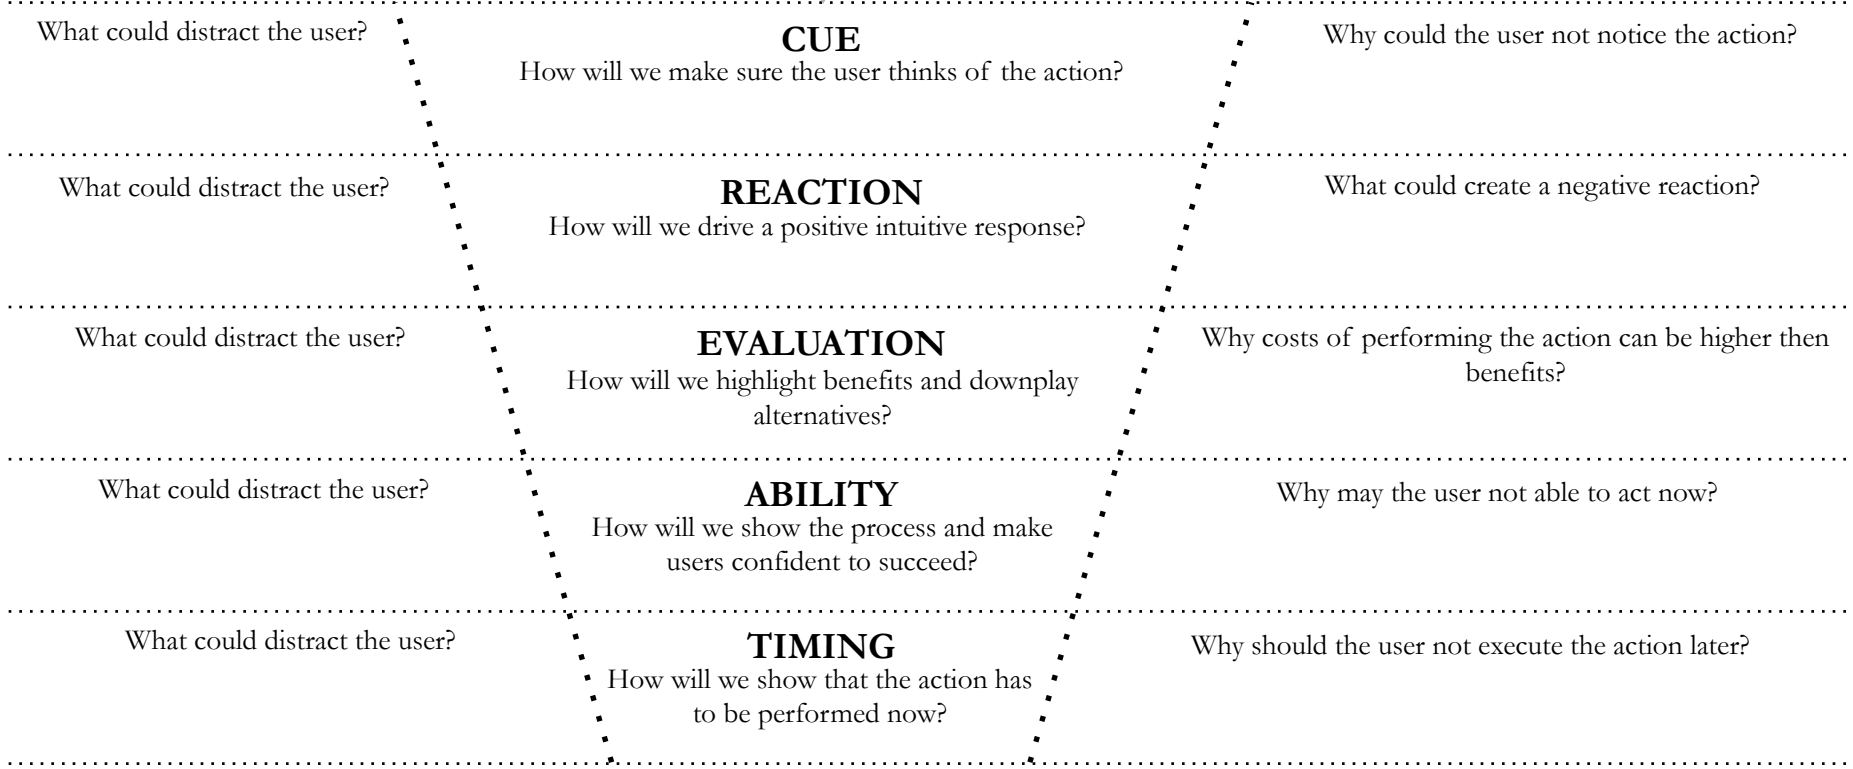 What could distract the user?
CUE
How will we make sure the user thinks of the action?
Why could the user not notice the action?
What could distract the user?
REACTION
How will we drive a positive intuitive response?
What could create a negative reaction?
What could distract the user?
EVALUATION
How will we highlight benefits and downplay
alternatives?
Why costs of performing the action can be higher then
benefits?
What could distract the user?
ABILITY
How will we show the process and make
users confident to succeed?
Why may the user not able to act now?
What could distract the user?
TIMING
How will we show that the action has
to be performed now?
Why should the user not execute the action later?